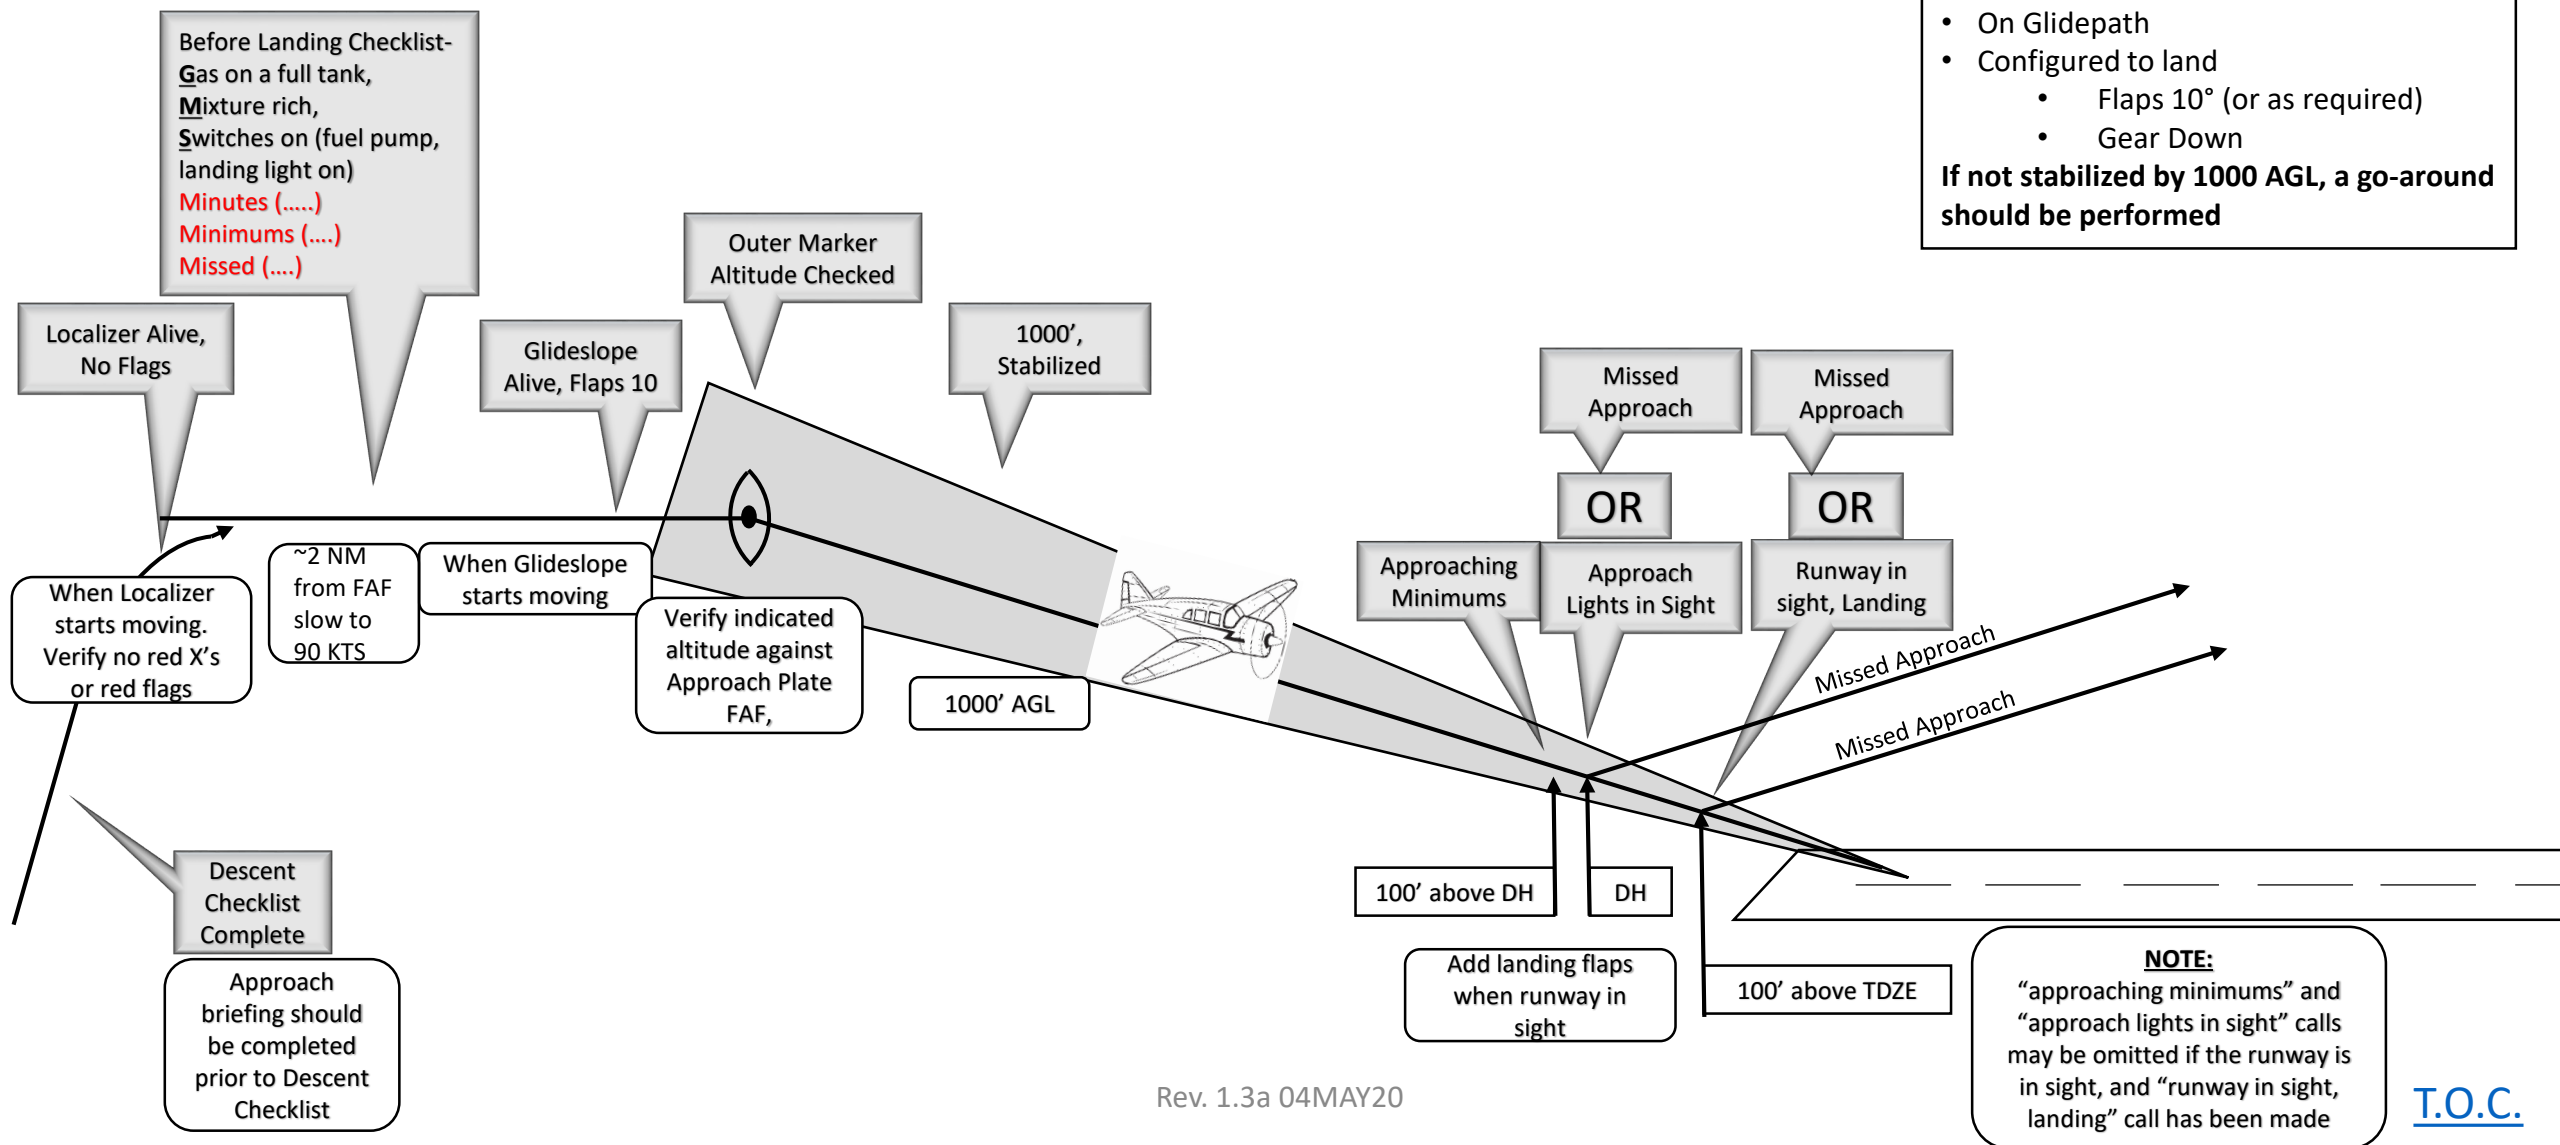 Before Landing Checklist-
Gas on a full tank,
Mixture rich,
Switches on (fuel pump,
landing light on)
Minutes (…..)
Minimums (….)
Missed (….)
• On Glidepath
• Configured to land
• Flaps 10° (or as required)
• Gear Down
If not stabilized by 1000 AGL, a go-around
should be performed
Localizer Alive,
No Flags
Glideslope
Alive, Flaps 10
Outer Marker
Altitude Checked
1000’,
Stabilized
Missed
Approach
Missed
Approach
OR
OR
Approaching
Minimums
Approach
Lights in Sight
Runway in
sight, Landing
When Localizer
starts moving.
Verify no red X’s
or red flags
~2 NM
from FAF
slow to
90 KTS
When Glideslope
starts moving
Verify indicated
altitude against
Approach Plate
FAF,
1000’ AGL
Missed Approach
Missed Approach
Descent
Checklist
Complete
Approach
briefing should
be completed
prior to Descent
Checklist
100’ above DH
DH
Add landing flaps
when runway in
sight
100’ above TDZE
NOTE:
“approaching minimums” and
“approach lights in sight” calls
may be omitted if the runway is
in sight, and “runway in sight,
landing” call has been made
Rev. 1.3a 04MAY20
T.O.C.